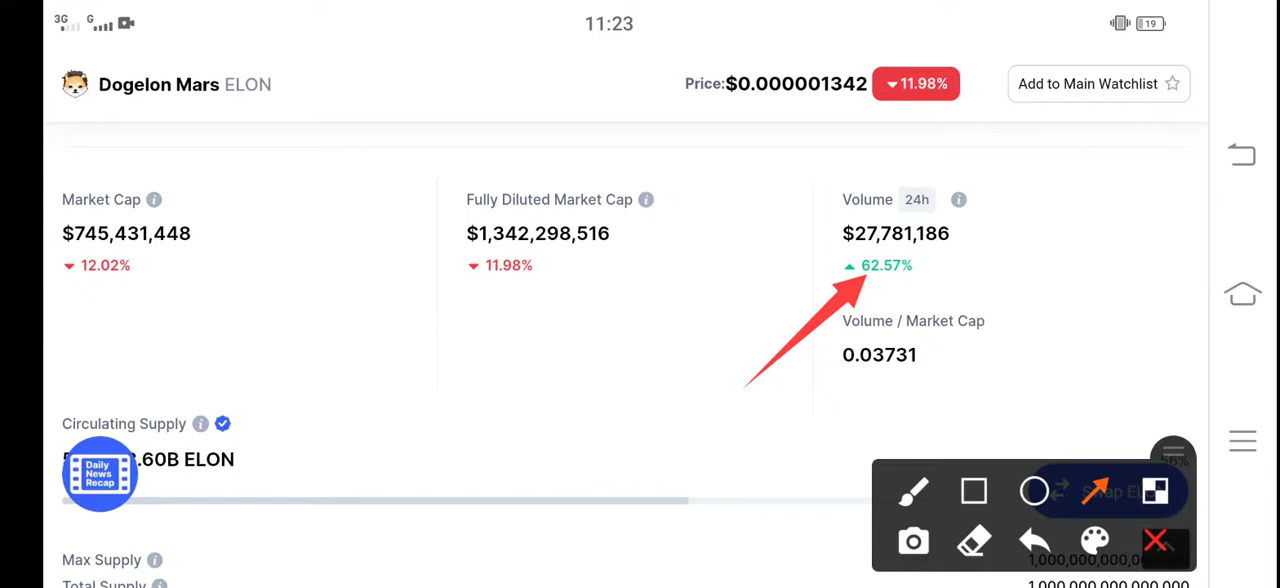 3G G 11:23 19
Dogelon Mars ELON Price:$0.000001342 11.98% Add to Main Watchlist
Market Cap Fully Diluted Market Cap Volume 24h
$745,431,448 $1,342,298,516 $27,781,186
12.02% 11.98% 62.57%
Volume / Market Cap
0.03731
Circulating Supply
.60B ELON
Daily
News
Recap
Swap
Max Supply
Total Supply
1,000,000,000,000,000